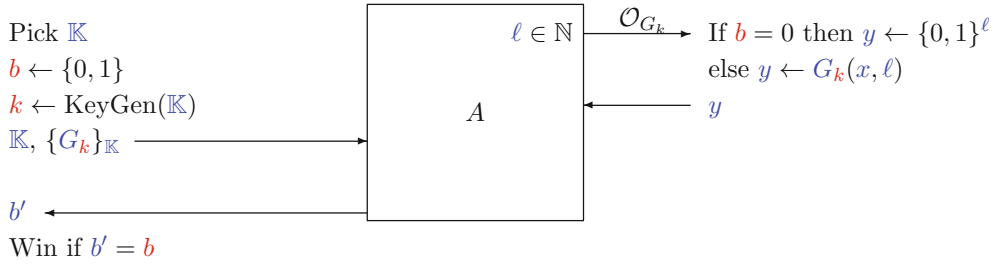 Pick 𝕂
b ← {0, 1}
k ← KeyGen(𝕂)
𝕂, {G_k}_𝕂
b′
Win if b′ = b
A
ℓ ∈ ℕ
𝒪_{G_k}
If b = 0 then y ← {0, 1}^ℓ
else y ← G_k(x, ℓ)
y